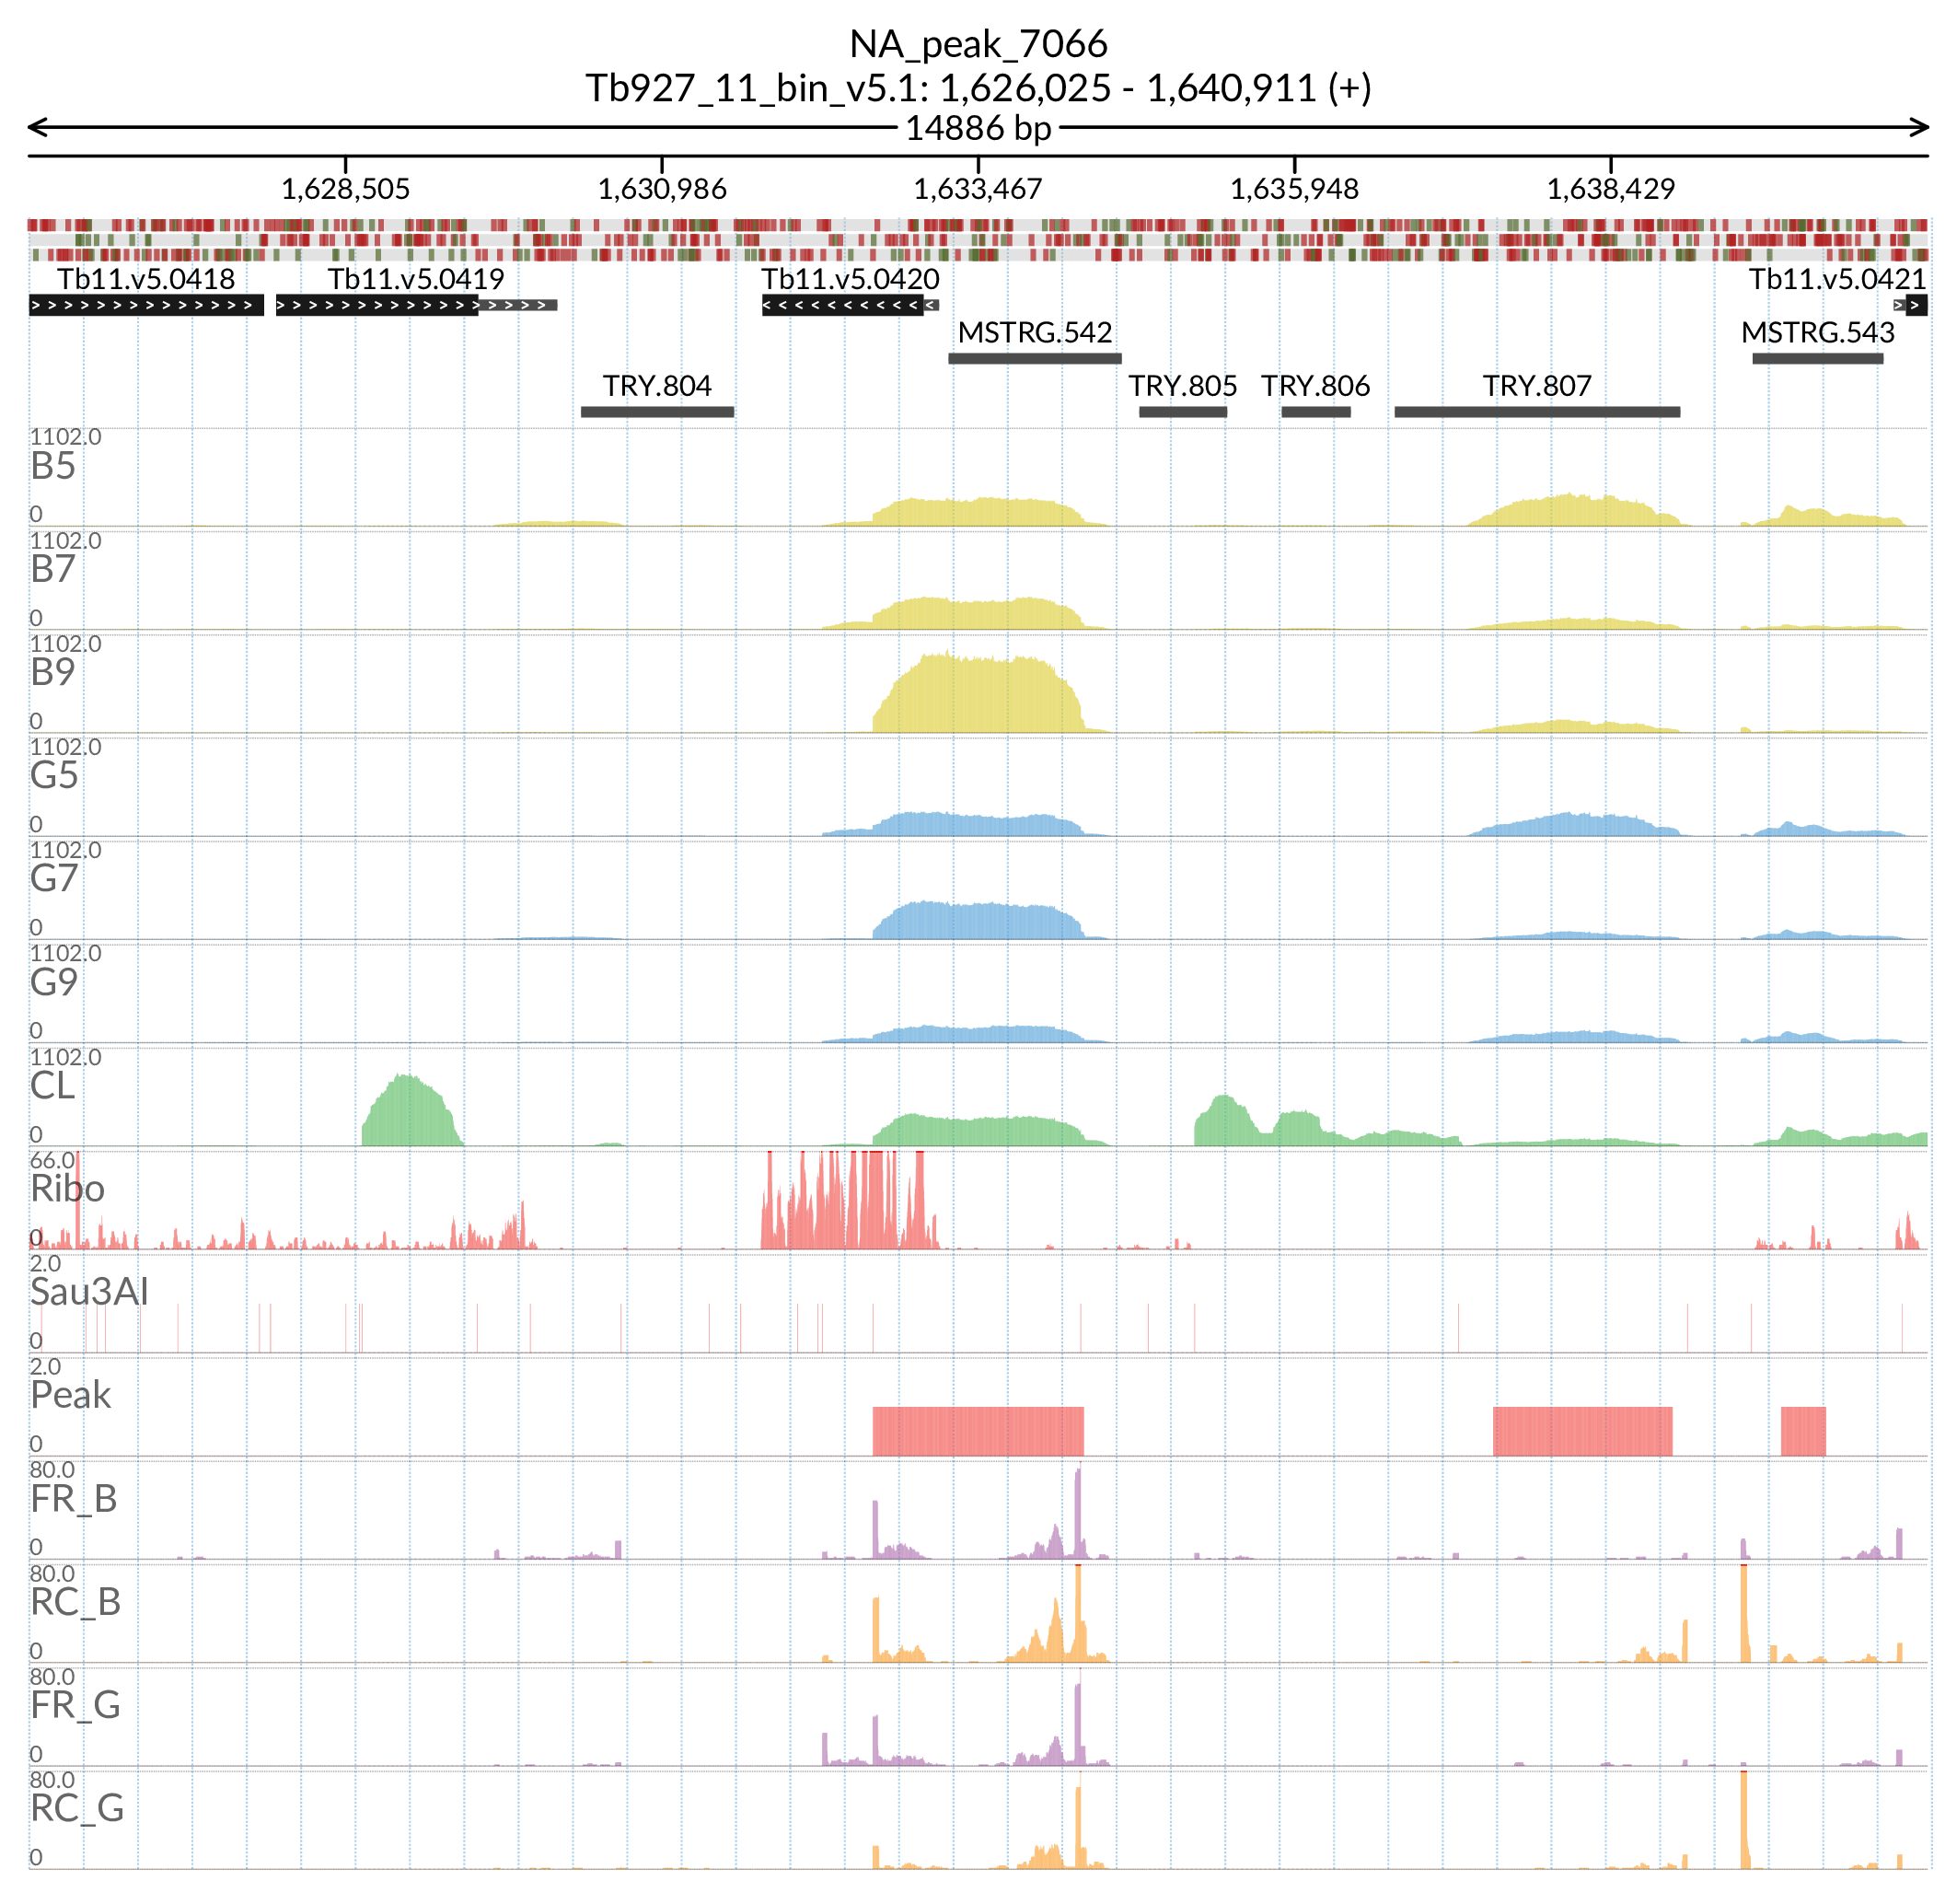 NA_peak_7066
Tb927_11_bin_v5.1: 1,626,025 - 1,640,911 (+)
14886 bp
1,628,505 1,630,986 1,633,467 1,635,948 1,638,429
Tb11.v5.0418 Tb11.v5.0419 Tb11.v5.0420 Tb11.v5.0421
MSTRG.542 MSTRG.543
TRY.804 TRY.805 TRY.806 TRY.807
1102.0
B5
0
1102.0
B7
0
1102.0
B9
0
1102.0
G5
0
1102.0
G7
0
1102.0
G9
0
1102.0
CL
0
66.0
Ribo
0
2.0
Sau3AI
0
2.0
Peak
0
80.0
FR_B
0
80.0
RC_B
0
80.0
FR_G
0
80.0
RC_G
0